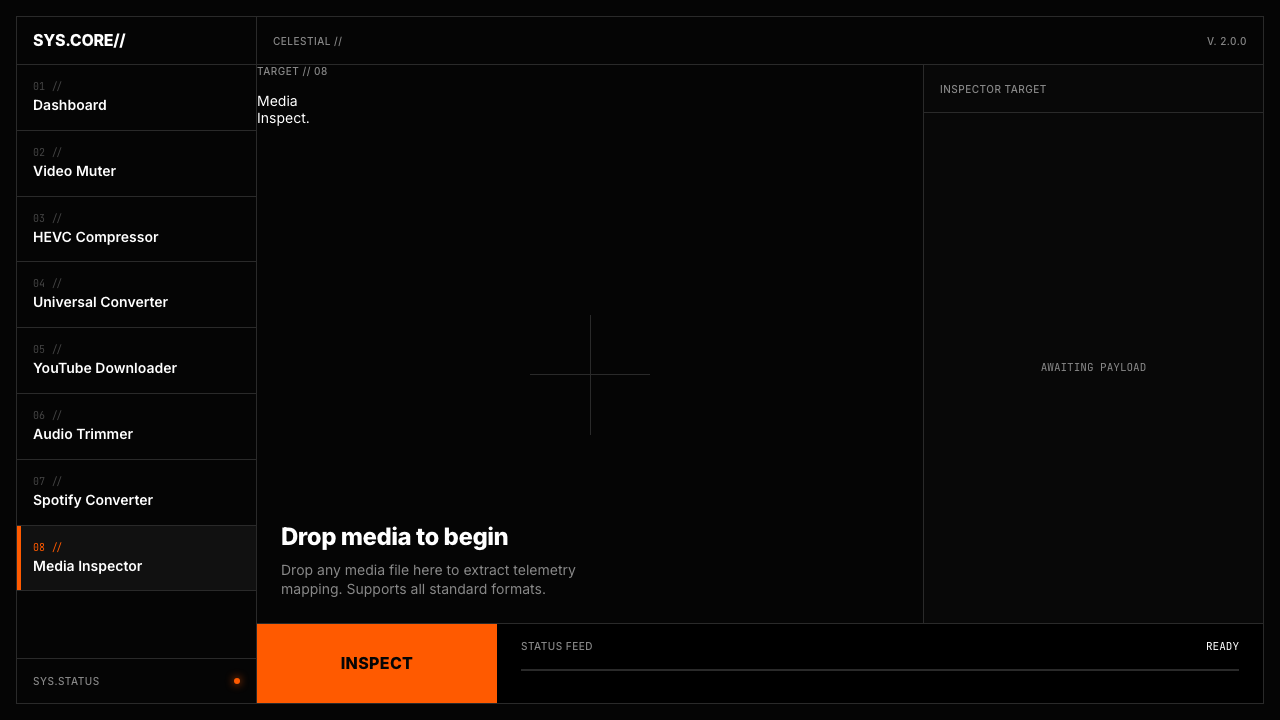 SYS.CORE//
CELESTIAL //
V. 2.0.0
01 //
Dashboard
02 //
Video Muter
03 //
HEVC Compressor
04 //
Universal Converter
05 //
YouTube Downloader
06 //
Audio Trimmer
07 //
Spotify Converter
08 //
Media Inspector
SYS.STATUS
TARGET // 08
Media
Inspect.
Drop media to begin
Drop any media file here to extract telemetry
mapping. Supports all standard formats.
INSPECTOR TARGET
AWAITING PAYLOAD
INSPECT
STATUS FEED
READY